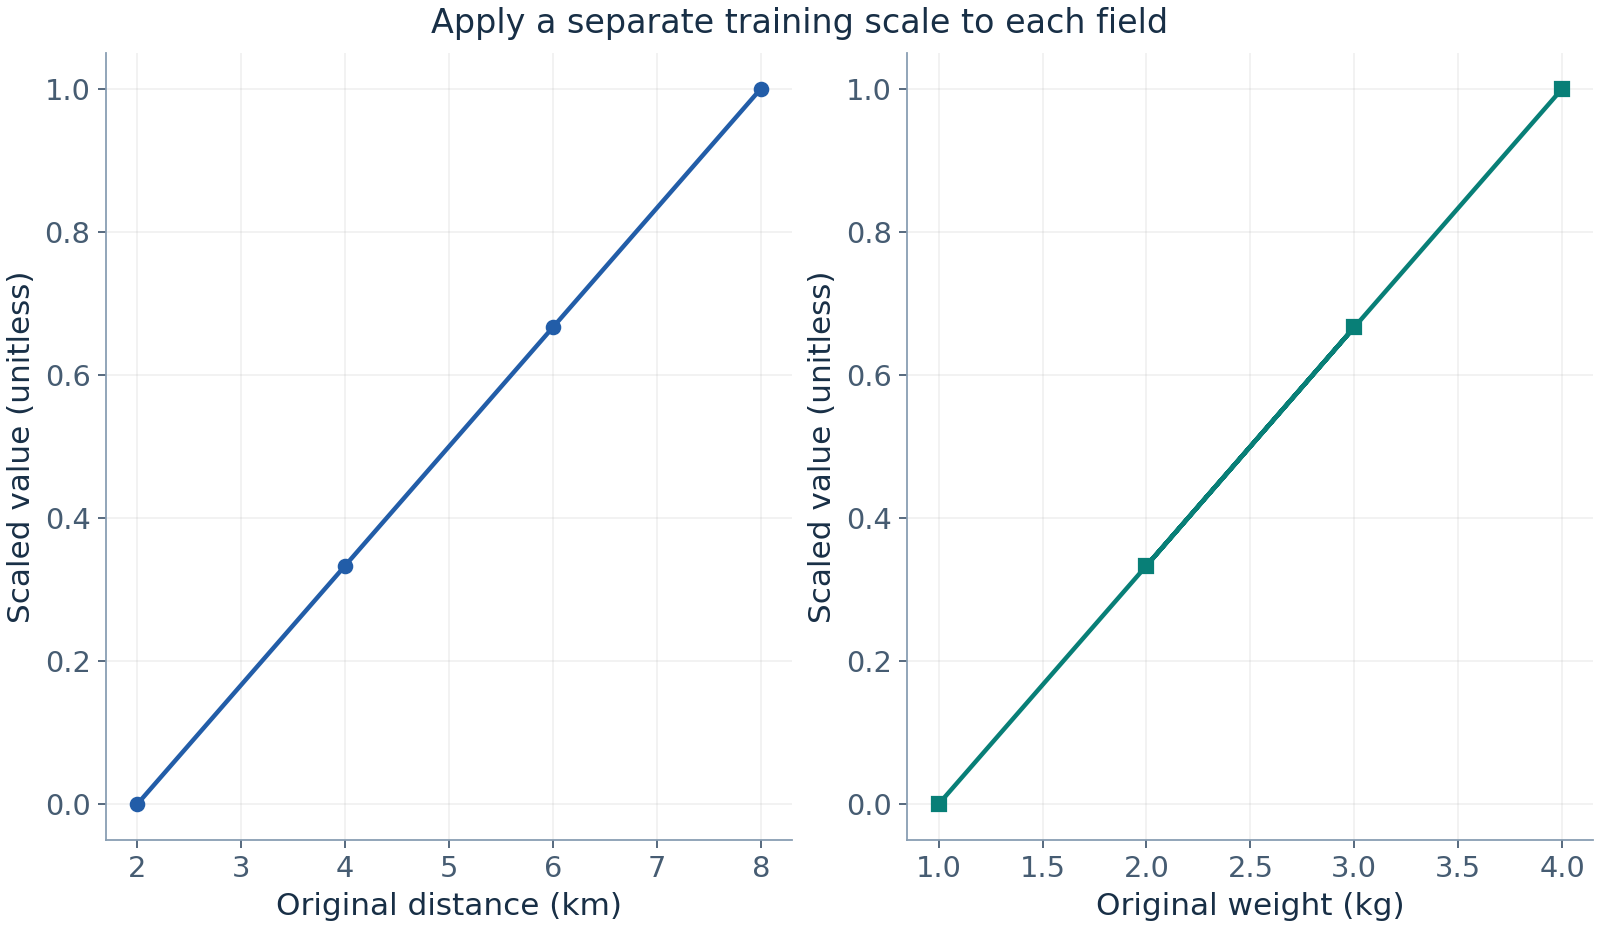 Apply a separate training scale to each field
Scaled value (unitless)
1.0
0.8
0.6
0.4
0.2
0.0
2 3 4 5 6 7 8
Original distance (km)
Scaled value (unitless)
1.0
0.8
0.6
0.4
0.2
0.0
1.0 1.5 2.0 2.5 3.0 3.5 4.0
Original weight (kg)